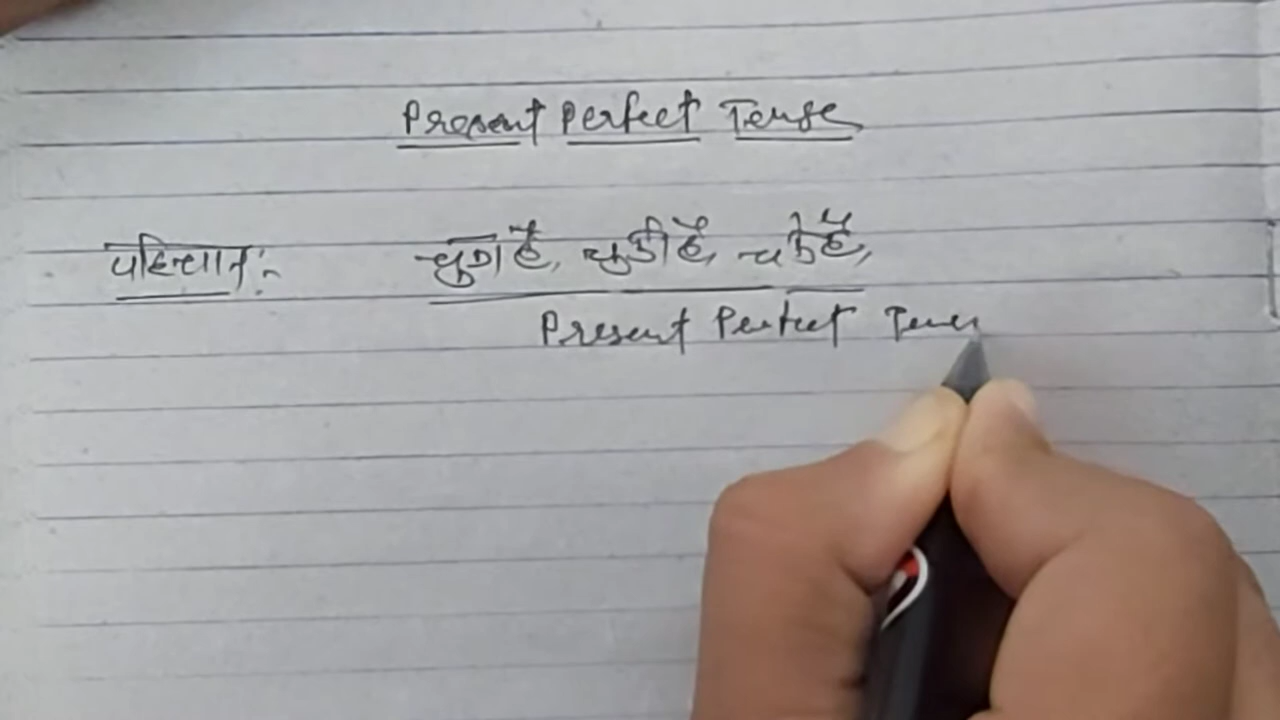 Present Perfect Tense
पहिचान:- चुका है, चुकी है, चुके हैं,
Present Perfect Tense